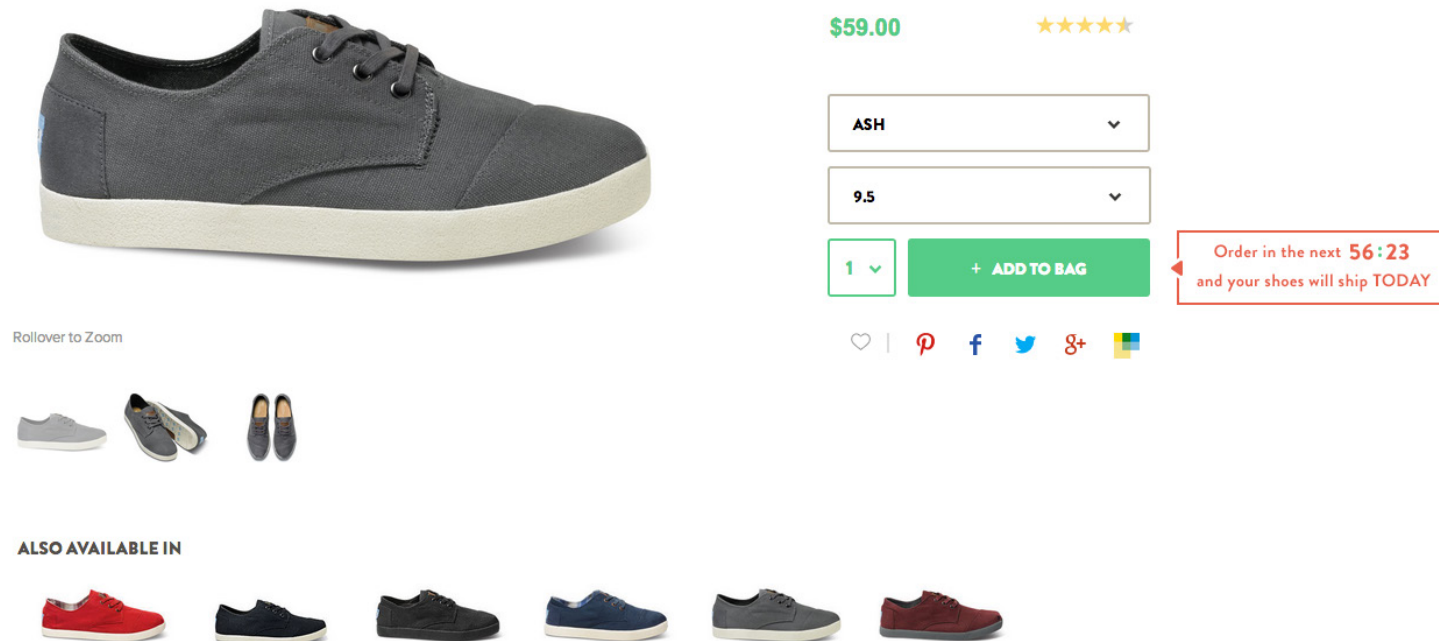 $59.00
ASH
9.5
1
+ ADD TO BAG
Order in the next 56:23
and your shoes will ship TODAY
Rollover to Zoom
ALSO AVAILABLE IN